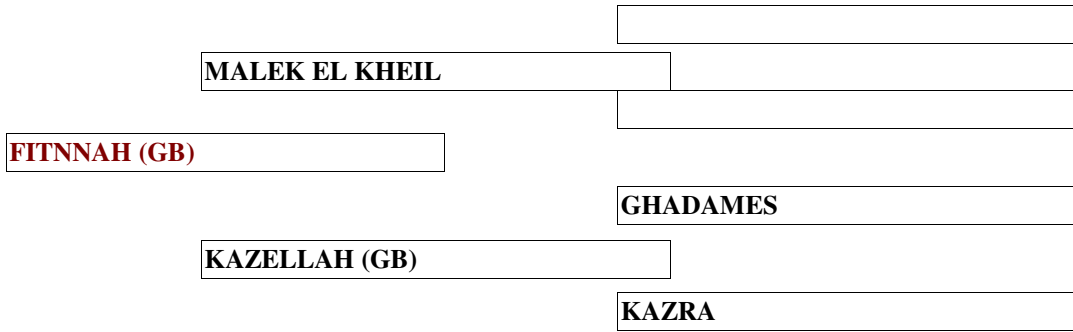 MALEK EL KHEIL
FITNNAH (GB)
GHADAMES
KAZELLAH (GB)
KAZRA